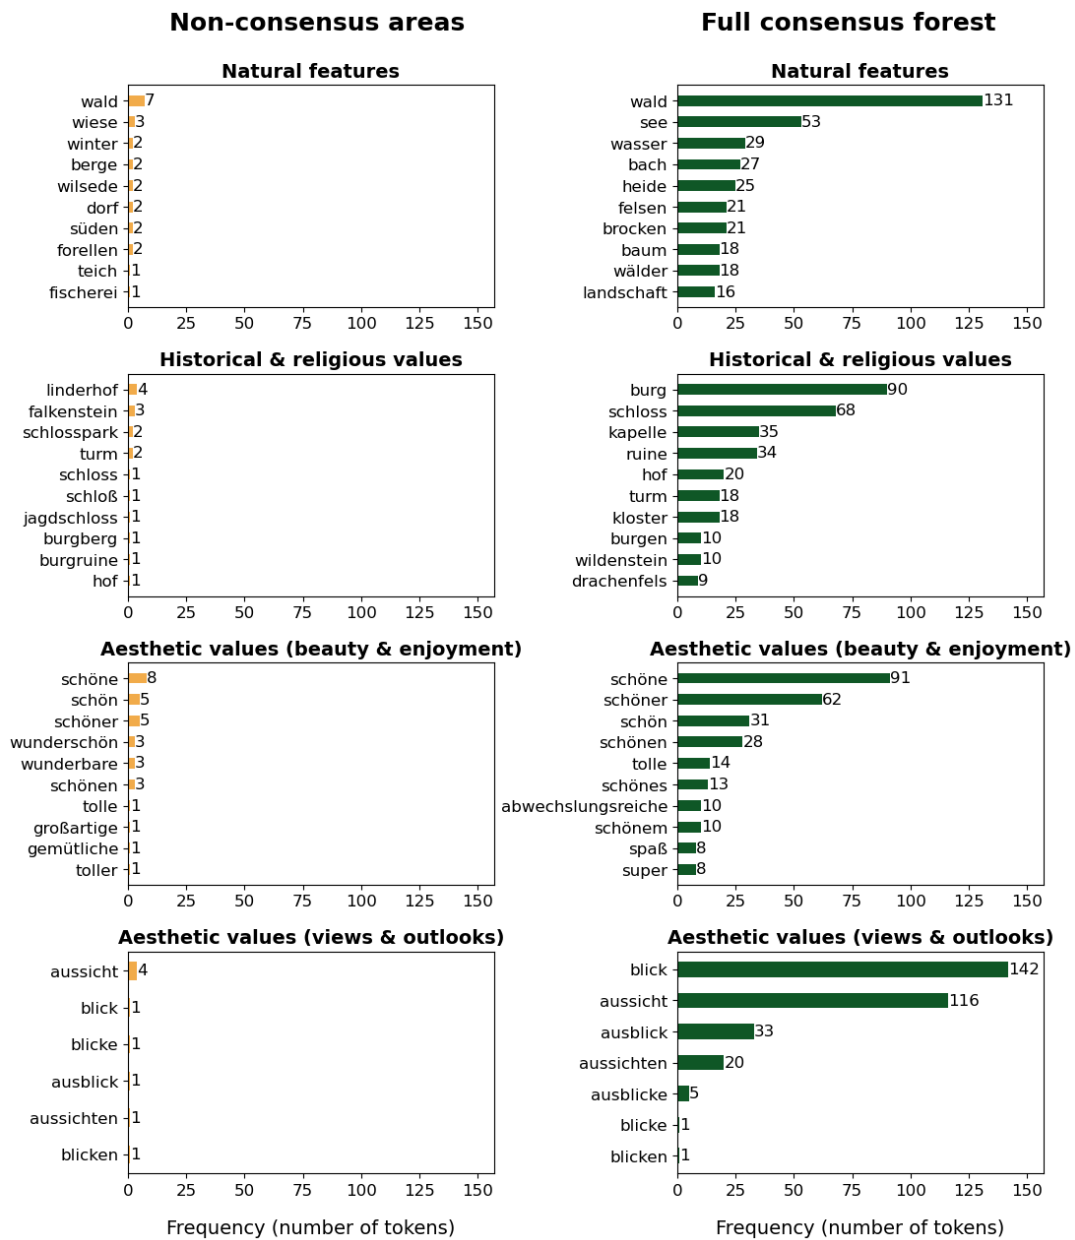 Non-consensus areas
Full consensus forest
Natural features
wald 7
wiese 3
winter 2
berge 2
wilsede 2
dorf 2
süden 2
forellen 2
teich 1
fischerei 1
0 25 50 75 100 125 150
Natural features
wald 131
see 53
wasser 29
bach 27
heide 25
felsen 21
brocken 21
baum 18
wälder 18
landschaft 16
0 25 50 75 100 125 150
Historical & religious values
linderhof 4
falkenstein 3
schlosspark 2
turm 2
schloss 1
schloß 1
jagdschloss 1
burgberg 1
burgruine 1
hof 1
0 25 50 75 100 125 150
Historical & religious values
burg 90
schloss 68
kapelle 35
ruine 34
hof 20
turm 18
kloster 18
burgen 10
wildenstein 10
drachenfels 9
0 25 50 75 100 125 150
Aesthetic values (beauty & enjoyment)
schöne 8
schön 5
schöner 5
wunderschön 3
wunderbare 3
schönen 3
tolle 1
großartige 1
gemütliche 1
toller 1
0 25 50 75 100 125 150
Aesthetic values (beauty & enjoyment)
schöne 91
schöner 62
schön 31
schönen 28
tolle 14
schönes 13
abwechslungsreiche 10
schönem 10
spaß 8
super 8
0 25 50 75 100 125 150
Aesthetic values (views & outlooks)
aussicht 4
blick 1
blicke 1
ausblick 1
aussichten 1
blicken 1
0 25 50 75 100 125 150
Frequency (number of tokens)
Aesthetic values (views & outlooks)
blick 142
aussicht 116
ausblick 33
aussichten 20
ausblicke 5
blicke 1
blicken 1
0 25 50 75 100 125 150
Frequency (number of tokens)